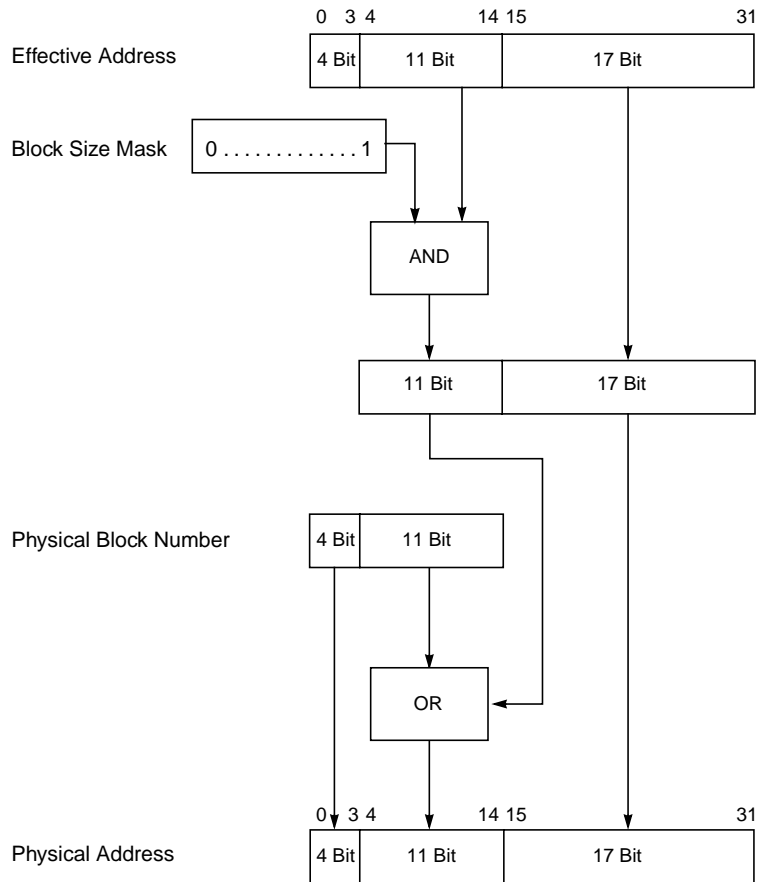 0 3 4 14 15 31
Effective Address 4 Bit 11 Bit 17 Bit
Block Size Mask 0 . . . . . . . . . . . . . 1
AND
11 Bit 17 Bit
Physical Block Number 4 Bit 11 Bit
OR
0 3 4 14 15 31
Physical Address 4 Bit 11 Bit 17 Bit